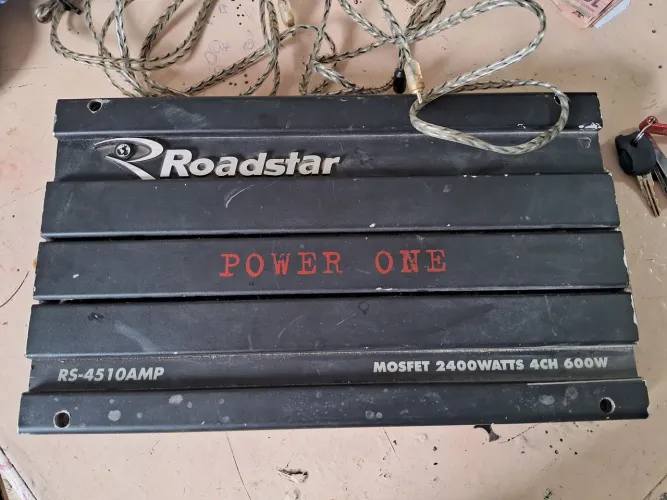 Roadstar
POWER ONE
RS-4510AMP
MOSFET 2400WATTS 4CH 600W